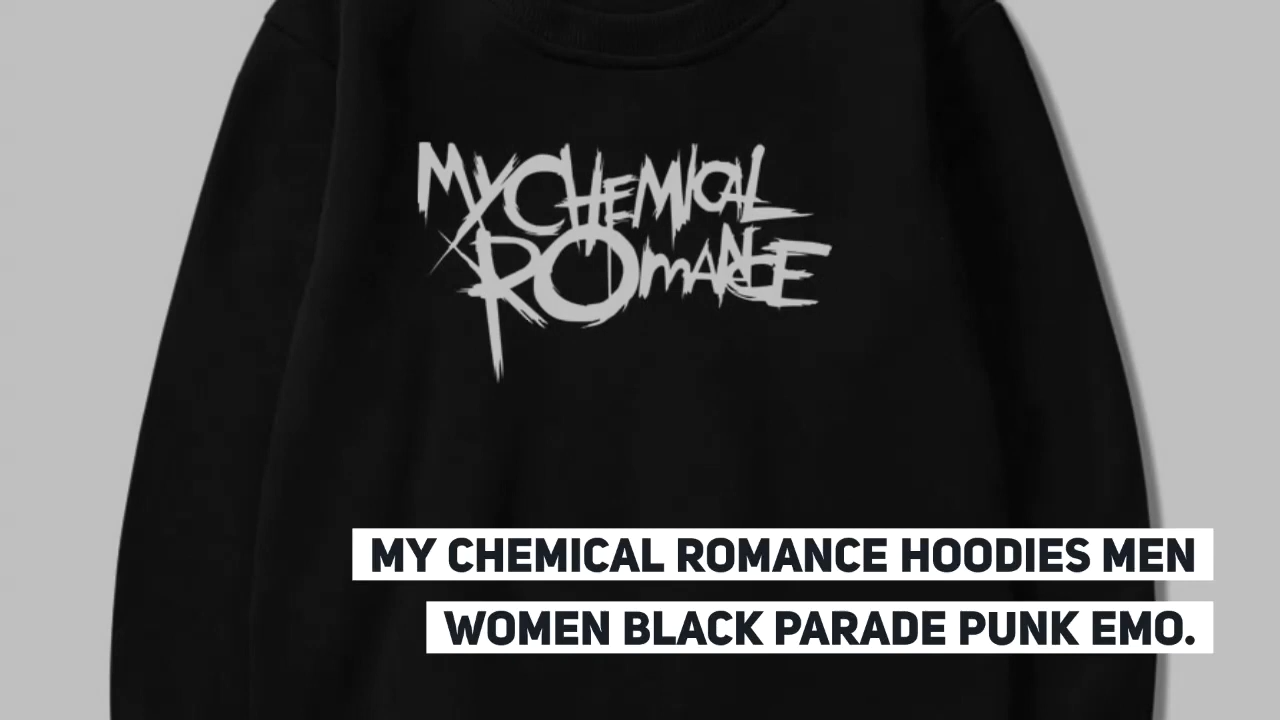 MY CHEMICAL
ROmANCE
MY CHEMICAL ROMANCE HOODIES MEN
WOMEN BLACK PARADE PUNK EMO.